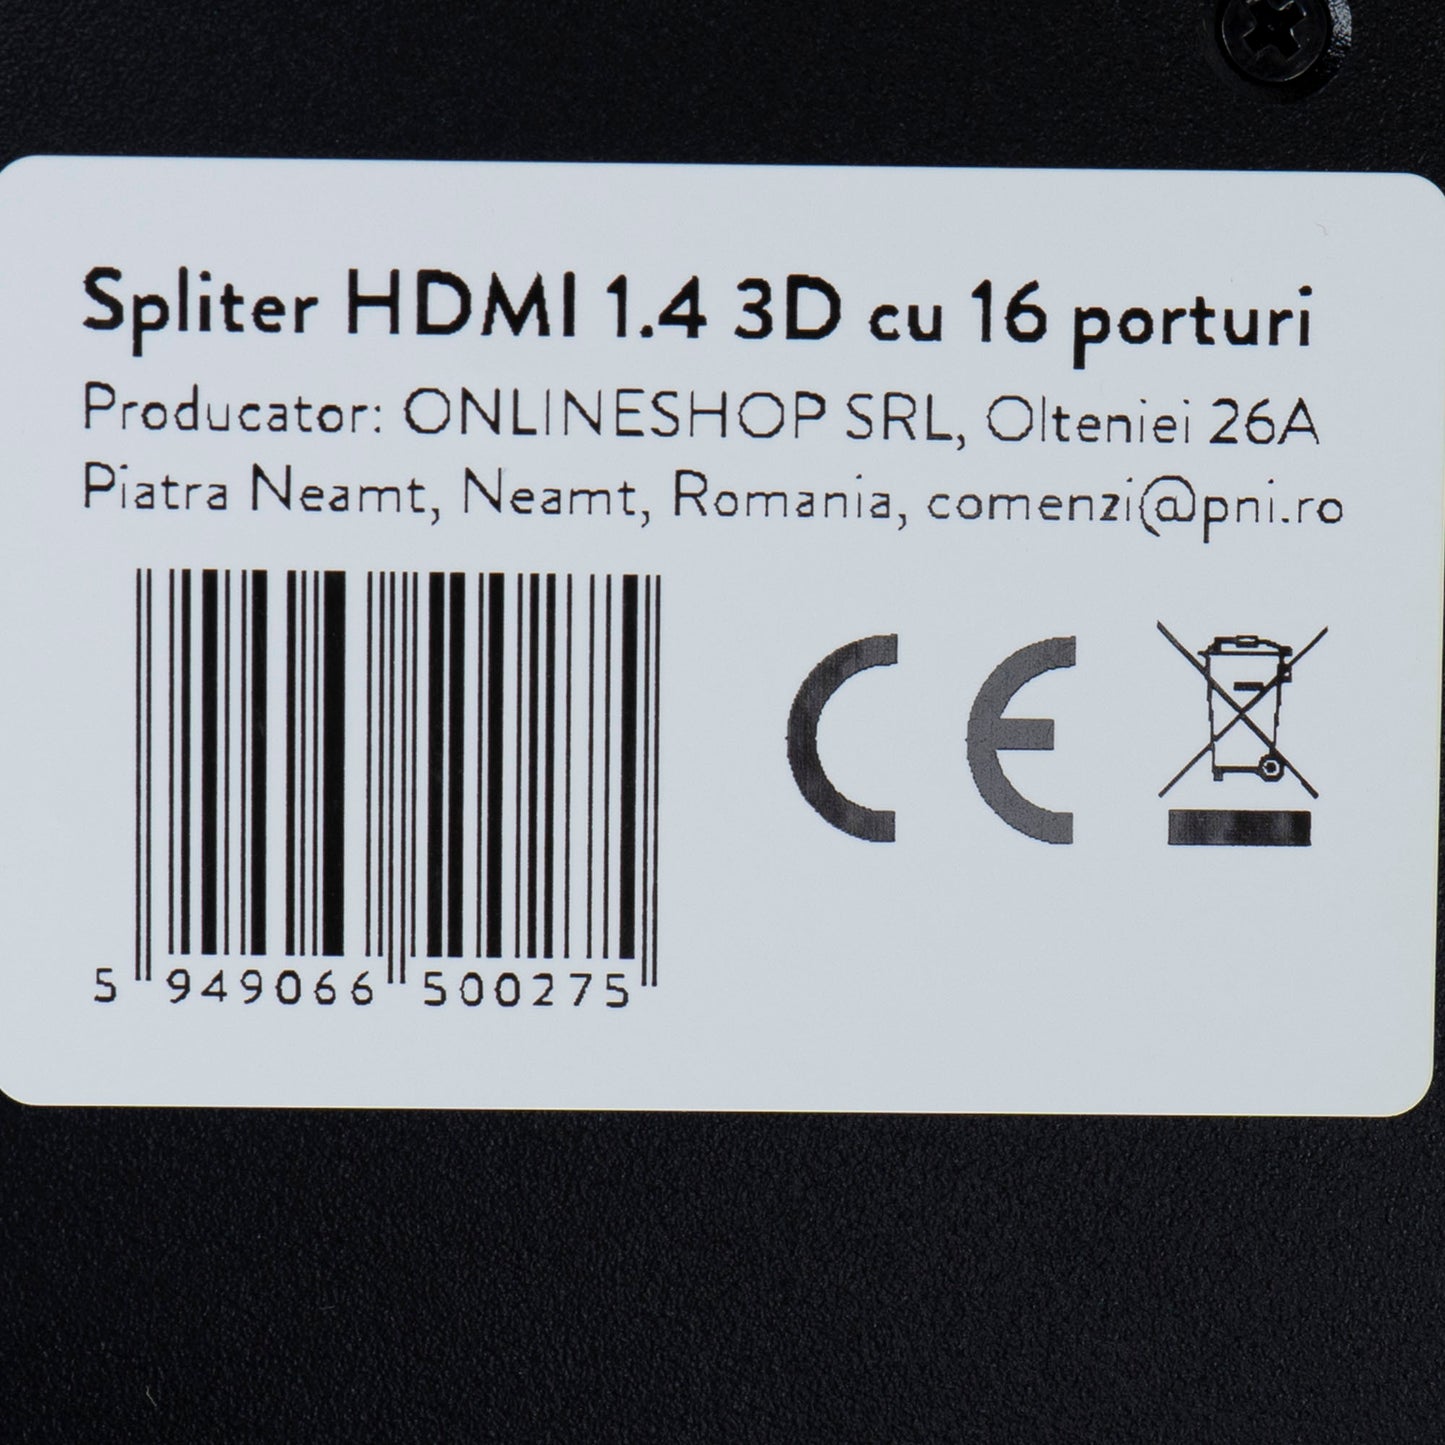 Spliter HDMI 1.4 3D cu 16 porturi
Producator: ONLINESHOP SRL, Olteniei 26A
Piatra Neamt, Neamt, Romania, comenzi@pni.ro
CE
5 949066 500275